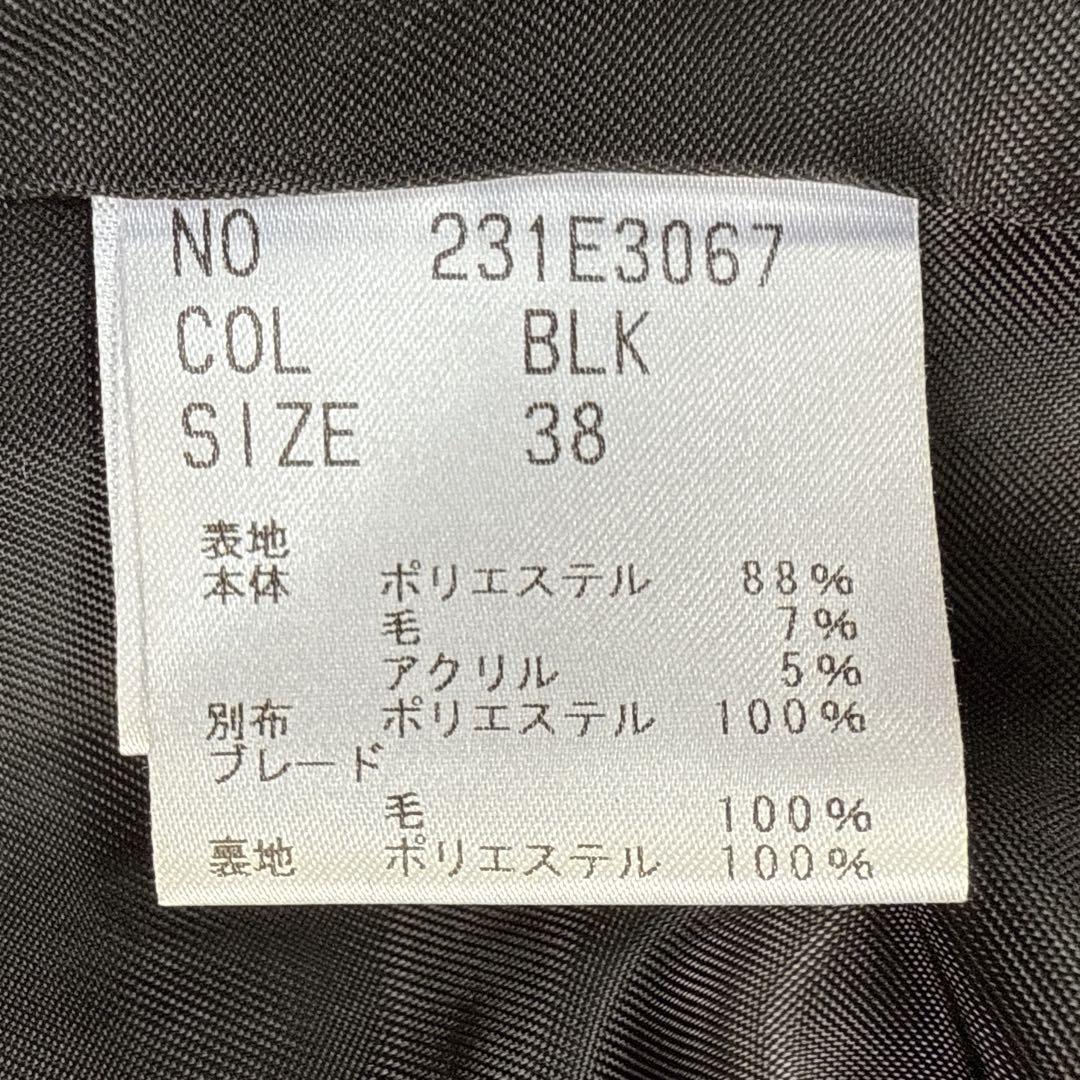 NO 231E3067
COL BLK
SIZE 38
表地
本体 ポリエステル 88%
毛 7%
アクリル 5%
別布 ポリエステル 100%
ブレード
毛 100%
裏地 ポリエステル 100%